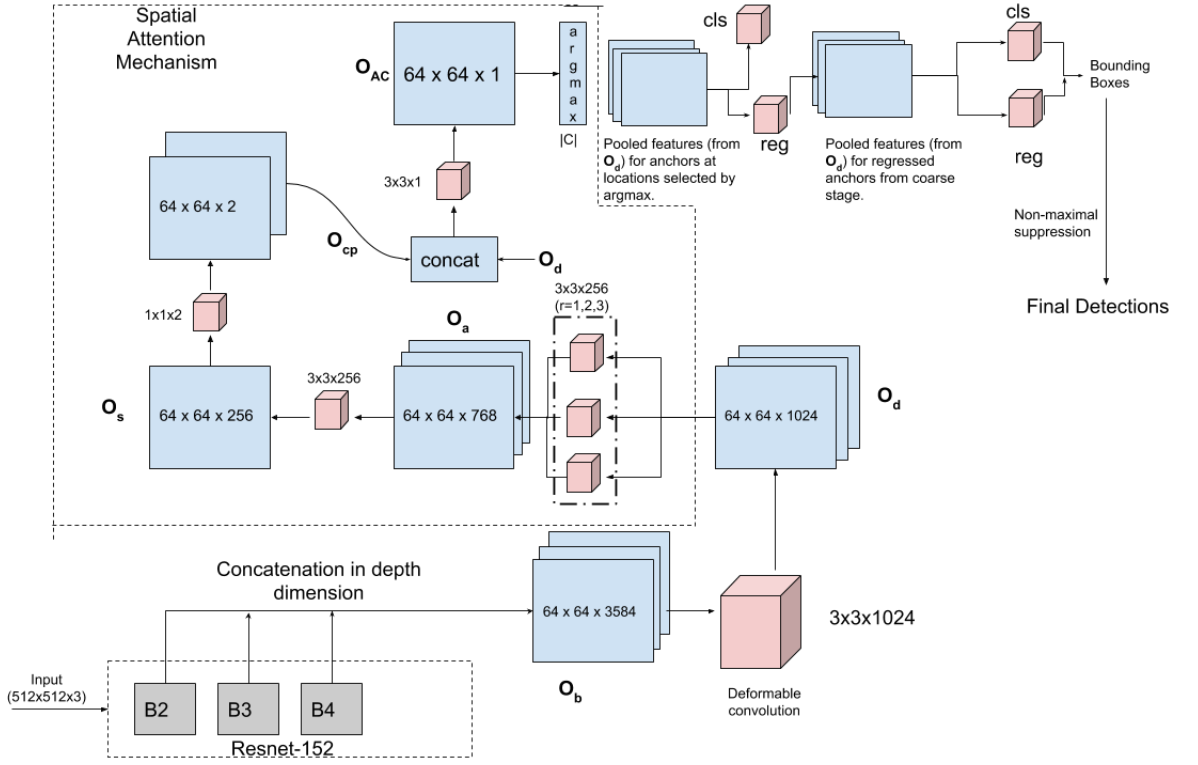 Spatial
Attention
Mechanism
O_AC
64 x 64 x 1
a
r
g
m
a
x
|C|
cls
reg
Pooled features (from
O_d) for anchors at
locations selected by
argmax.
cls
reg
Pooled features (from
O_d) for regressed
anchors from coarse
stage.
Bounding
Boxes
Non-maximal
suppression
Final Detections
3x3x1
64 x 64 x 2
O_cp
concat
O_d
1x1x2
3x3x256
(r=1,2,3)
O_a
3x3x256
O_s
64 x 64 x 256
64 x 64 x 768
64 x 64 x 1024
O_d
Concatenation in depth
dimension
64 x 64 x 3584
O_b
3x3x1024
Deformable
convolution
Input
(512x512x3)
B2
B3
B4
Resnet-152